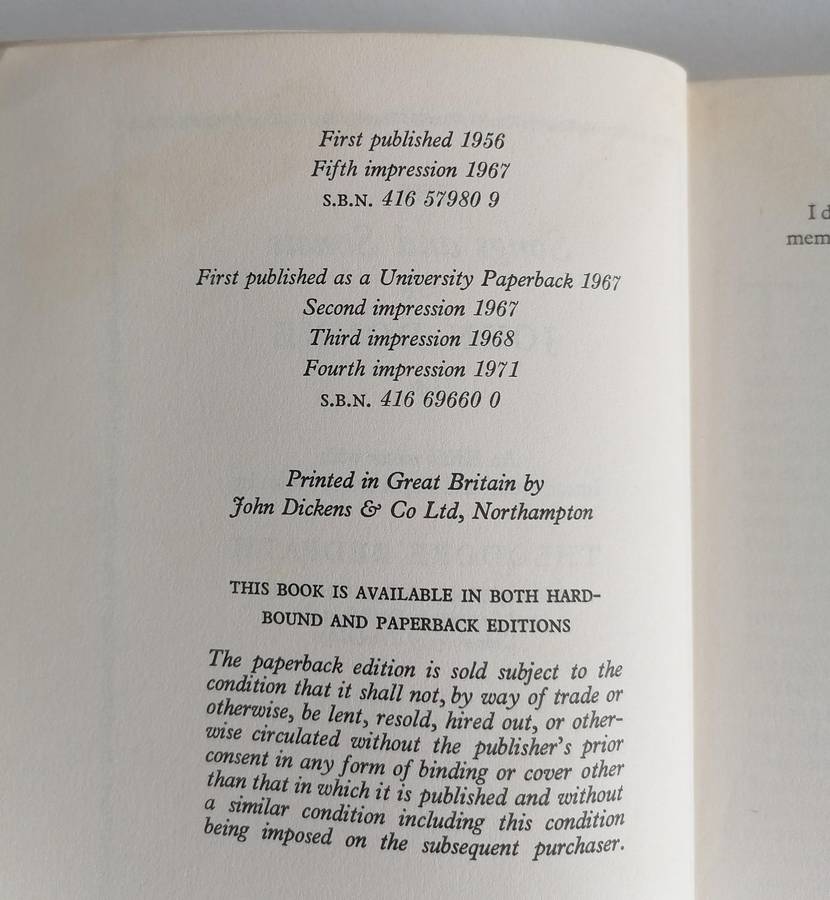 First published 1956
Fifth impression 1967
S.B.N. 416 57980 9
First published as a University Paperback 1967
Second impression 1967
Third impression 1968
Fourth impression 1971
S.B.N. 416 69660 0
Printed in Great Britain by
John Dickens & Co Ltd, Northampton
THIS BOOK IS AVAILABLE IN BOTH HARD-
BOUND AND PAPERBACK EDITIONS
The paperback edition is sold subject to the
condition that it shall not, by way of trade or
otherwise, be lent, resold, hired out, or other-
wise circulated without the publisher's prior
consent in any form of binding or cover other
than that in which it is published and without
a similar condition including this condition
being imposed on the subsequent purchaser.
I d
mem